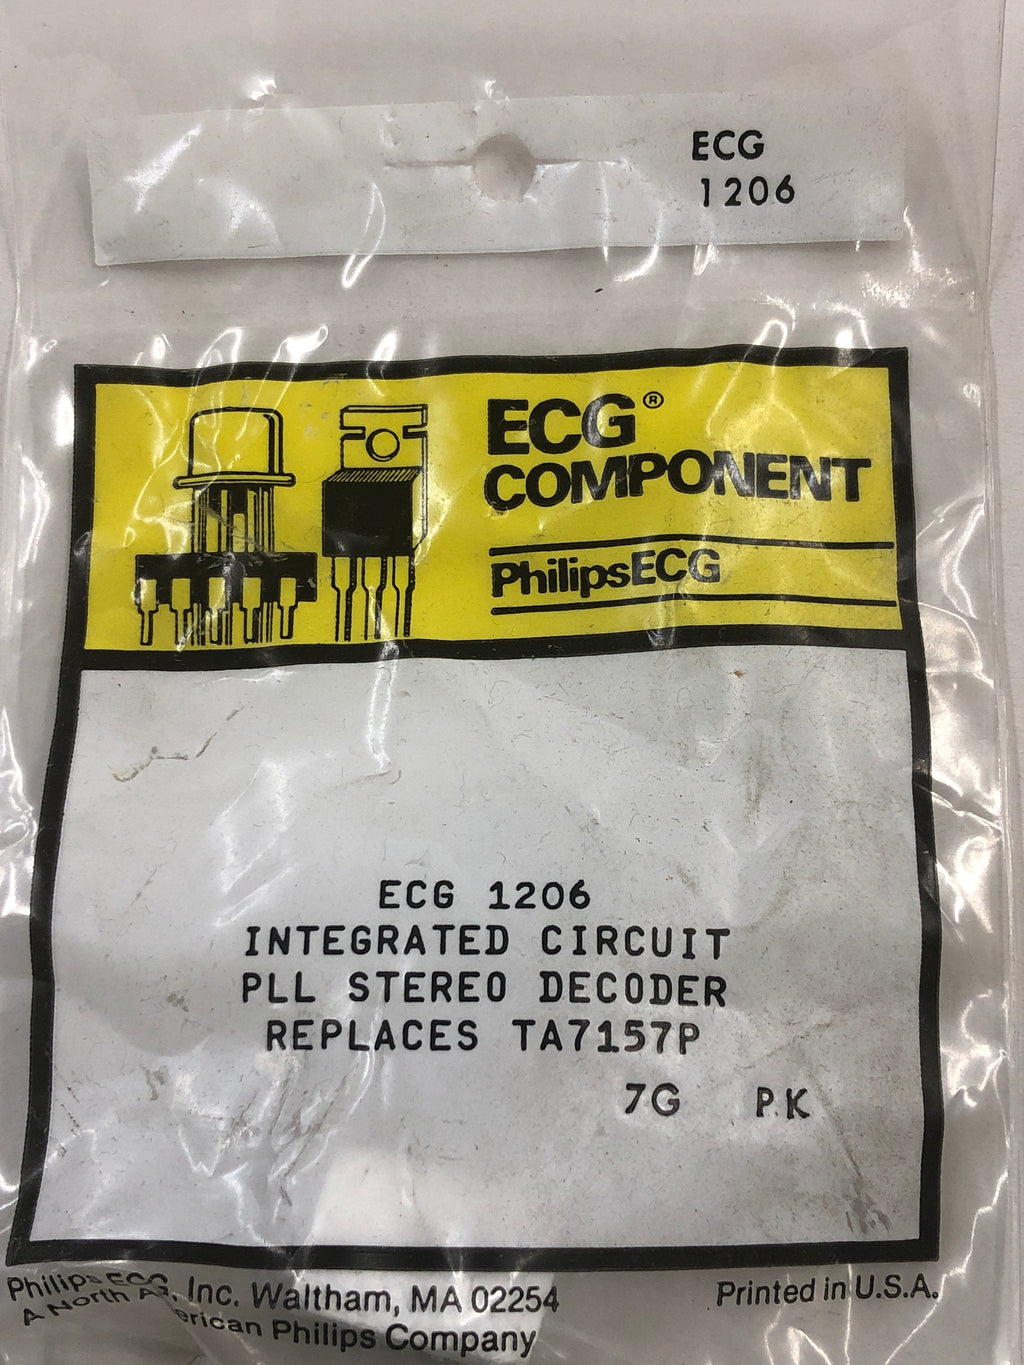 ECG
1206
ECG®
COMPONENT
PhilipsECG
ECG 1206
INTEGRATED CIRCUIT
PLL STEREO DECODER
REPLACES TA7157P
7G PK
Philips ECG, Inc. Waltham, MA 02254
A North American Philips Company
Printed in U.S.A.